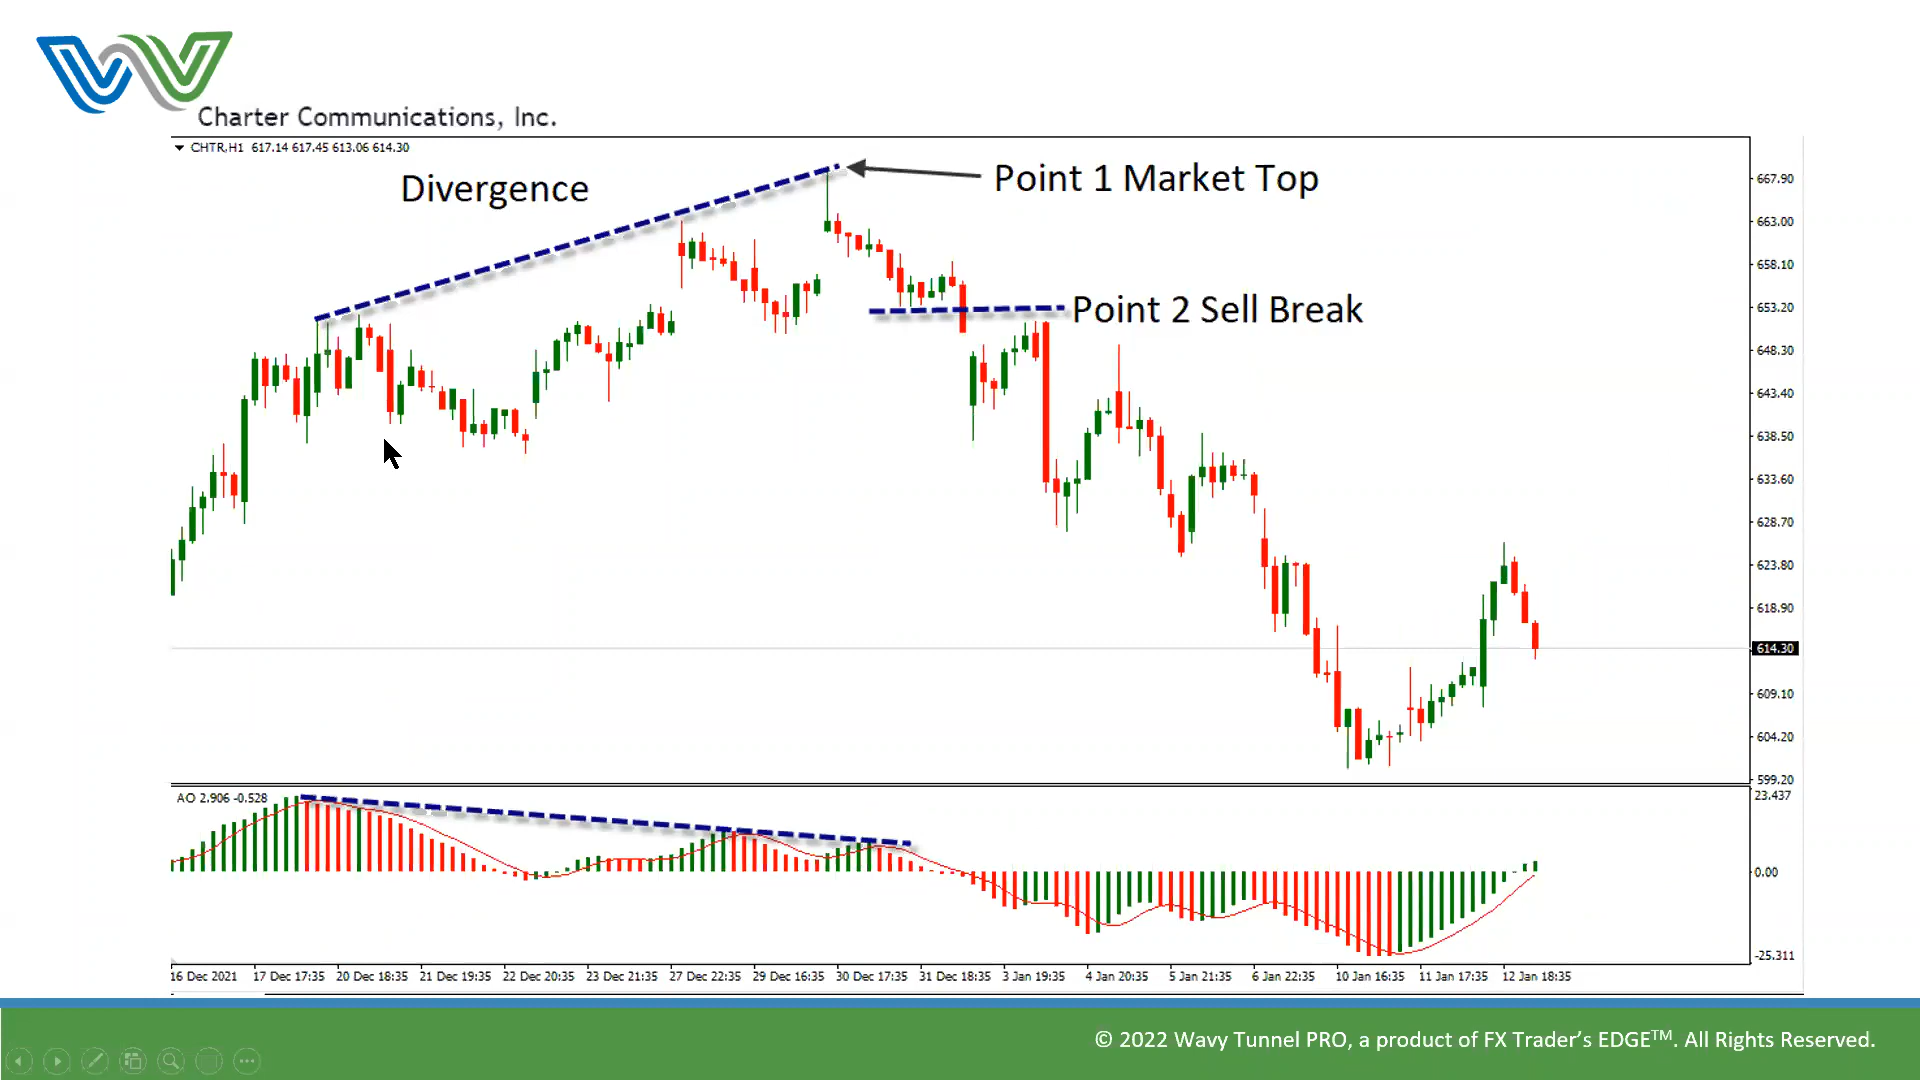 Charter Communications, Inc.
CHTR,H1 617.14 617.45 613.06 614.30
Divergence
Point 1 Market Top
Point 2 Sell Break
667.90
663.00
658.10
653.20
648.30
643.40
638.50
633.60
628.70
623.80
618.90
614.30
609.10
604.20
599.20
AO 2.906 -0.528
23.437
0.00
-25.311
16 Dec 2021 17 Dec 17:35 20 Dec 18:35 21 Dec 19:35 22 Dec 20:35 23 Dec 21:35 27 Dec 22:35 29 Dec 16:35 30 Dec 17:35 31 Dec 18:35 3 Jan 19:35 4 Jan 20:35 5 Jan 21:35 6 Jan 22:35 10 Jan 16:35 11 Jan 17:35 12 Jan 18:35
© 2022 Wavy Tunnel PRO, a product of FX Trader's EDGE™. All Rights Reserved.